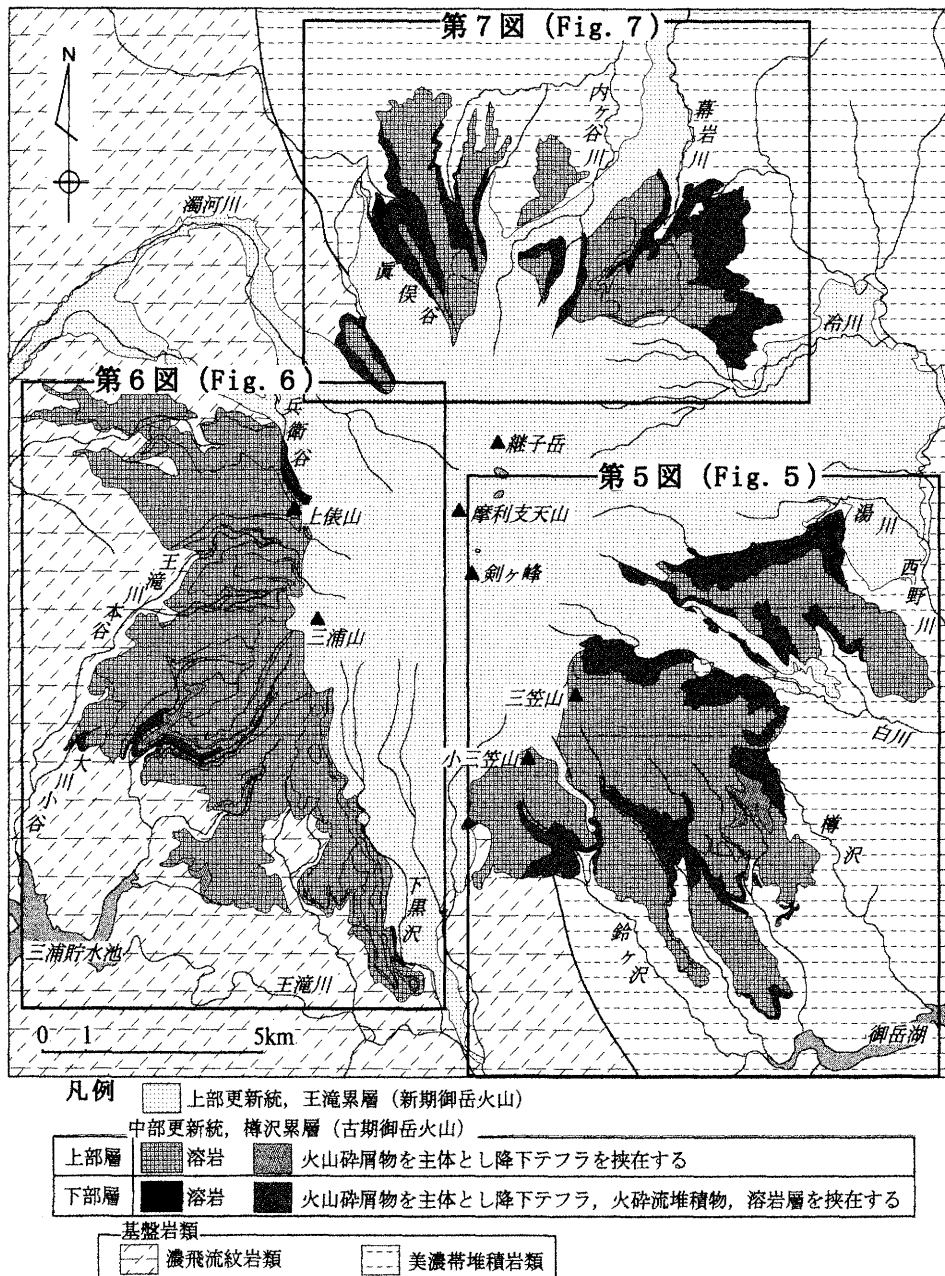 第7図 (Fig. 7)
N
内ヶ谷川
幕岩川
濁河川
眞俣谷
冷川
第6図 (Fig. 6)
兵衛谷
▲継子岳
第5図 (Fig. 5)
▲上俵山
▲摩利支天山
湯川
西野川
王滝川本谷
▲剣ヶ峰
▲三浦山
三笠山▲
白川
小三笠山▲
大川小谷
樽沢
下黒沢
鈴ヶ沢
三浦貯水池
王滝川
御岳湖
0 1 5km
凡例
上部更新統, 王滝累層 (新期御岳火山)
中部更新統, 樽沢累層 (古期御岳火山)
上部層 溶岩 火山砕屑物を主体とし降下テフラを挟在する
下部層 溶岩 火山砕屑物を主体とし降下テフラ, 火砕流堆積物, 溶岩層を挟在する
基盤岩類
濃飛流紋岩類 美濃帯堆積岩類